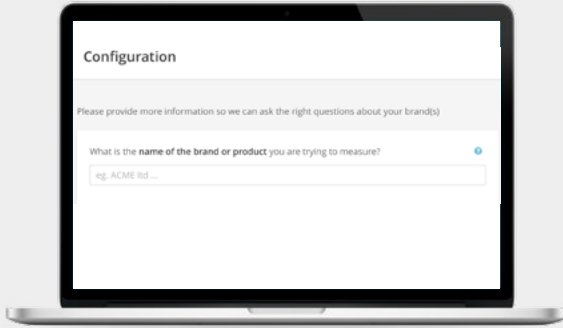 Configuration
Please provide more information so we can ask the right questions about your brand(s)
What is the name of the brand or product you are trying to measure?
eg. ACME ltd ...